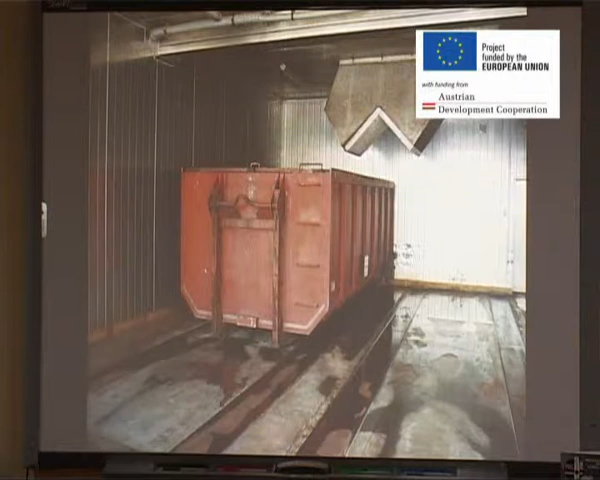 Project
funded by the
EUROPEAN UNION
with funding from
Austrian
Development Cooperation